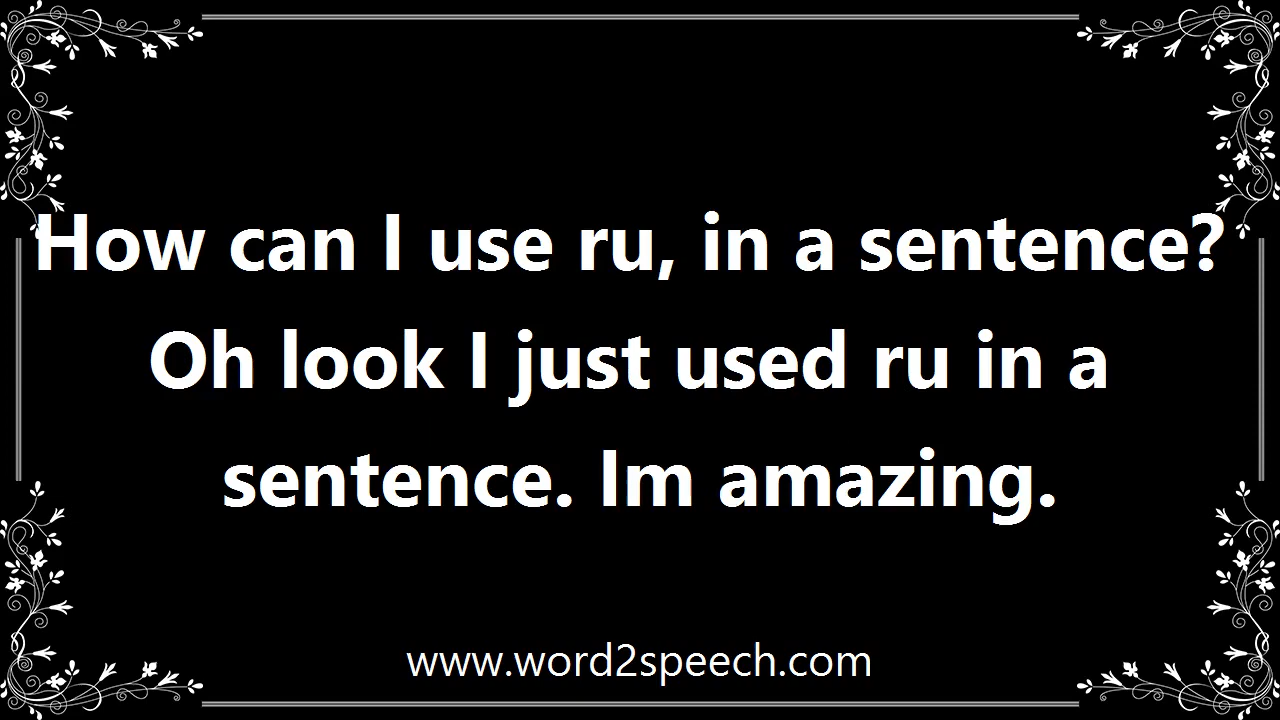 How can I use ru, in a sentence?
Oh look I just used ru in a
sentence. Im amazing.
www.word2speech.com